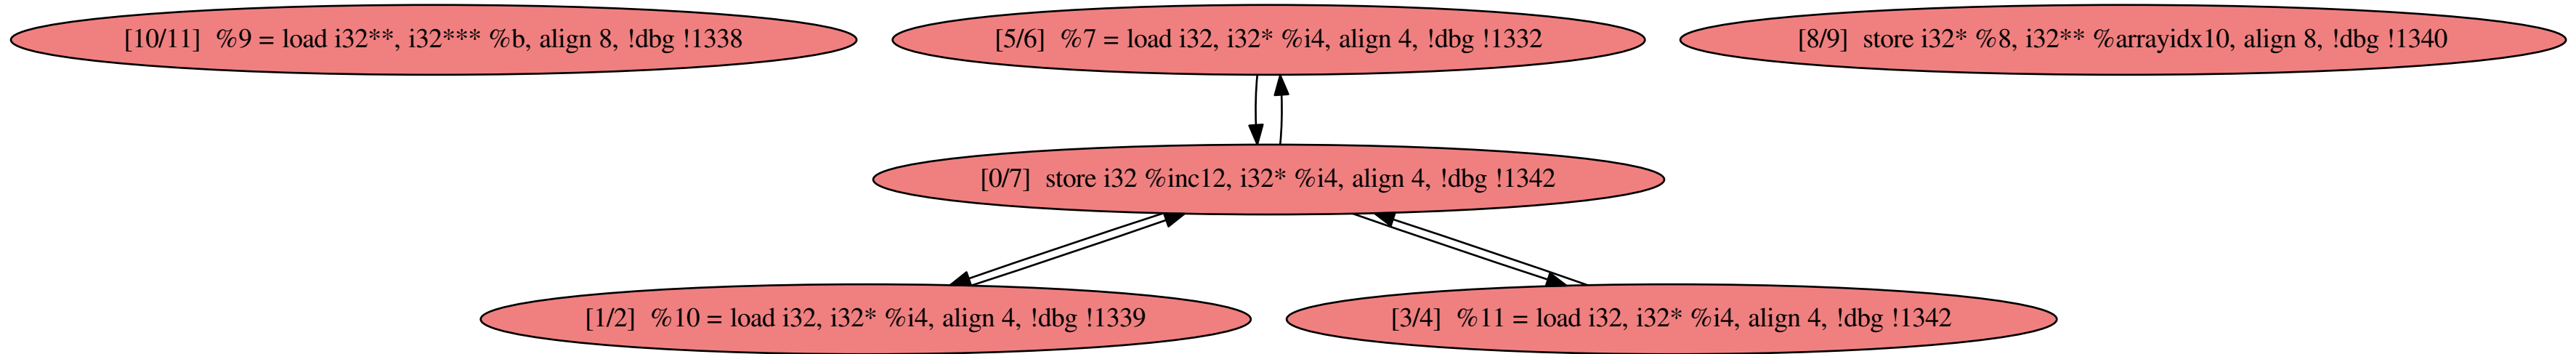 [10/11]  %9 = load i32**, i32*** %b, align 8, !dbg !1338
[5/6]  %7 = load i32, i32* %i4, align 4, !dbg !1332
[8/9]  store i32* %8, i32** %arrayidx10, align 8, !dbg !1340
[0/7]  store i32 %inc12, i32* %i4, align 4, !dbg !1342
[1/2]  %10 = load i32, i32* %i4, align 4, !dbg !1339
[3/4]  %11 = load i32, i32* %i4, align 4, !dbg !1342